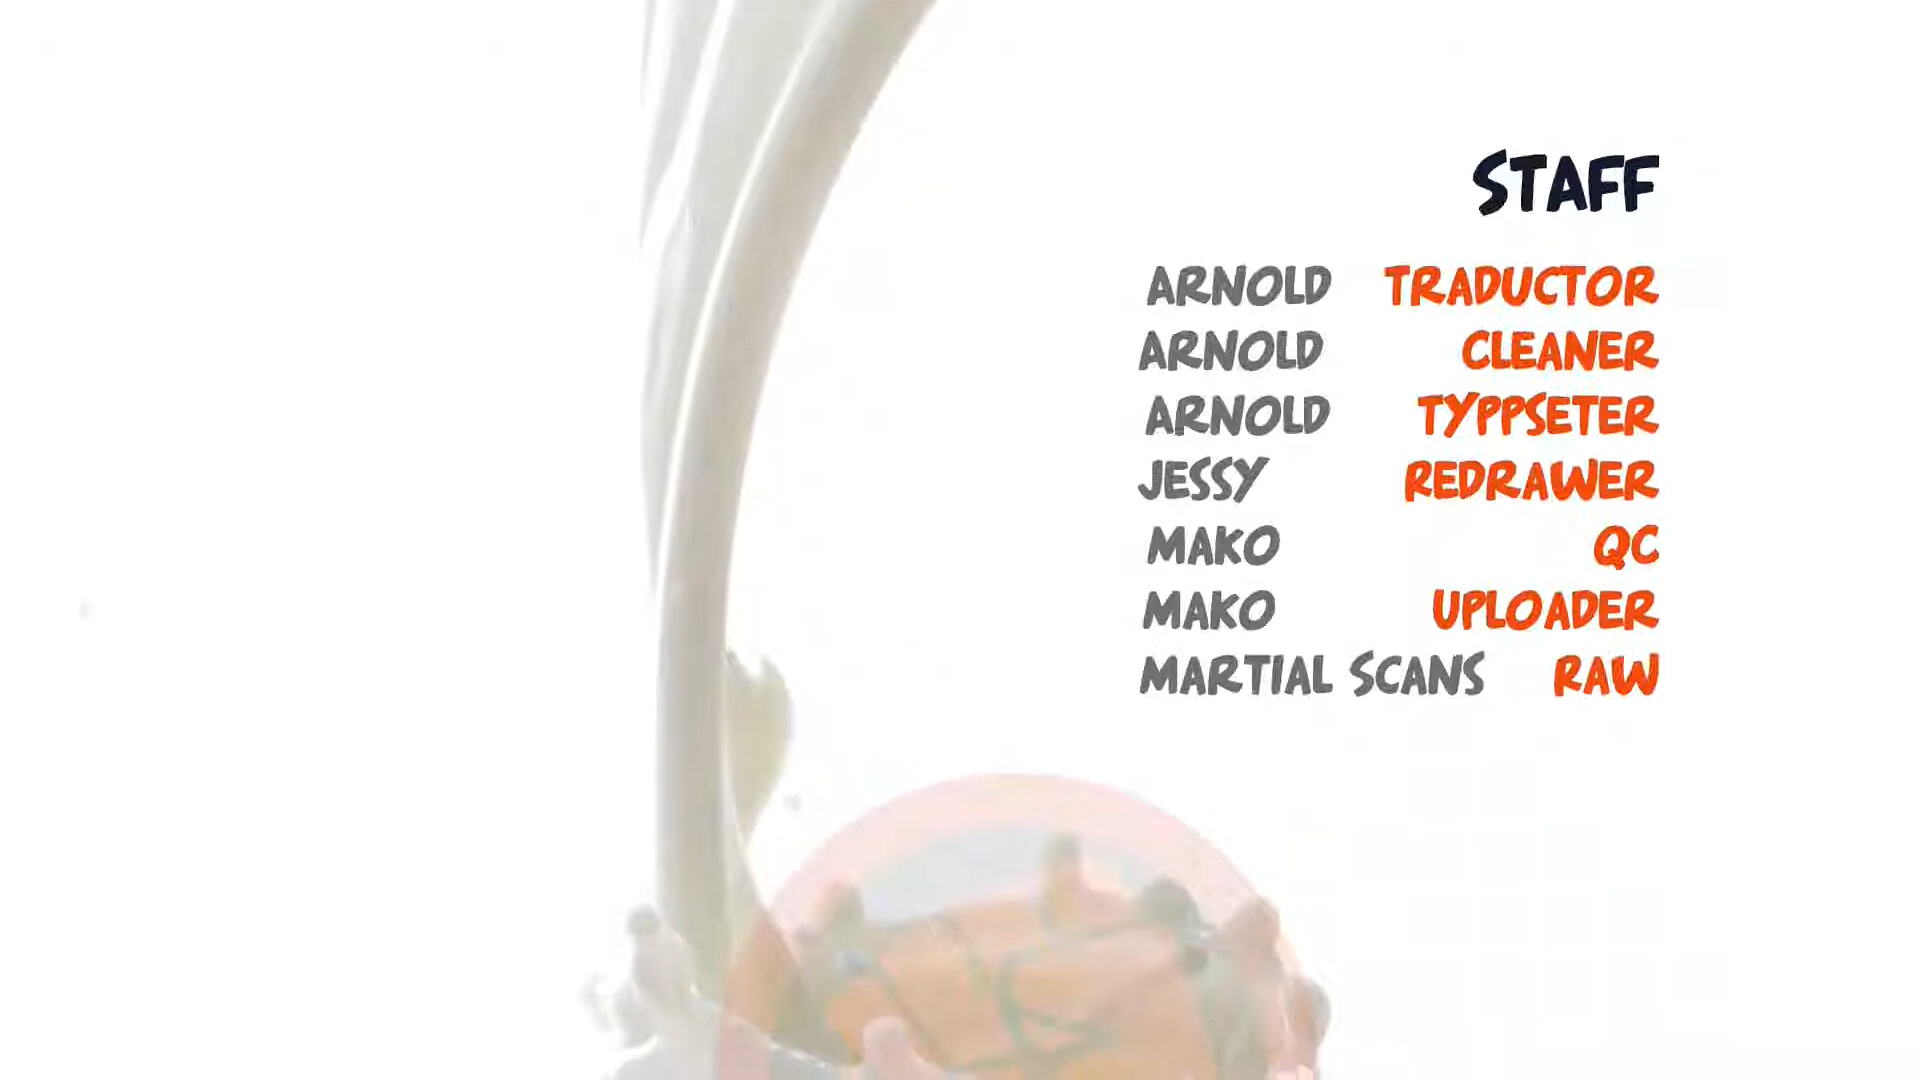 STAFF
ARNOLD TRADUCTOR
ARNOLD CLEANER
ARNOLD TYPPSETER
JESSY REDRAWER
MAKO QC
MAKO UPLOADER
MARTIAL SCANS RAW